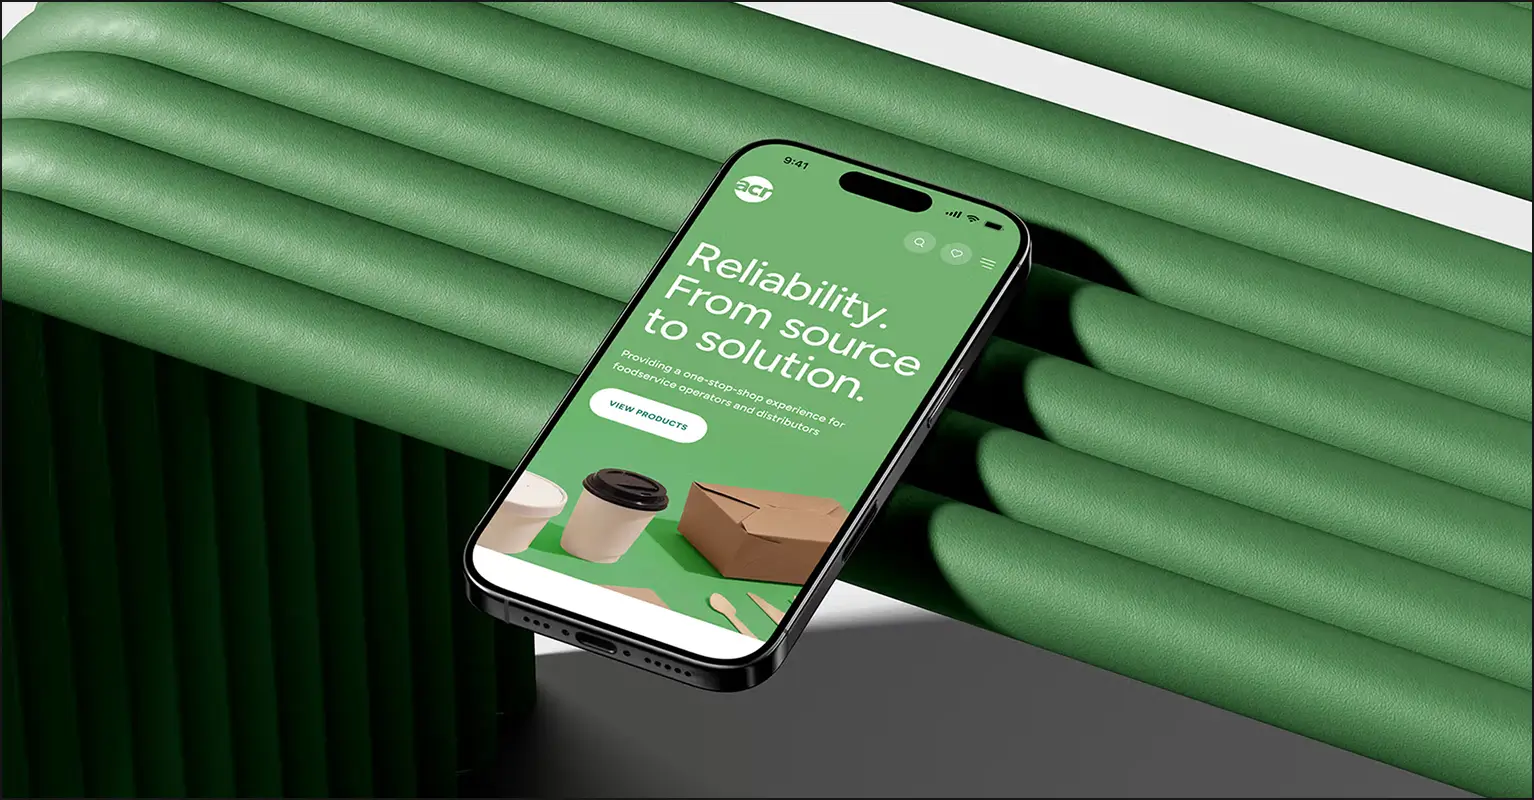 9:41
acr
Reliability.
From source
to solution.
Providing a one-stop-shop experience for
foodservice operators and distributors
VIEW PRODUCTS